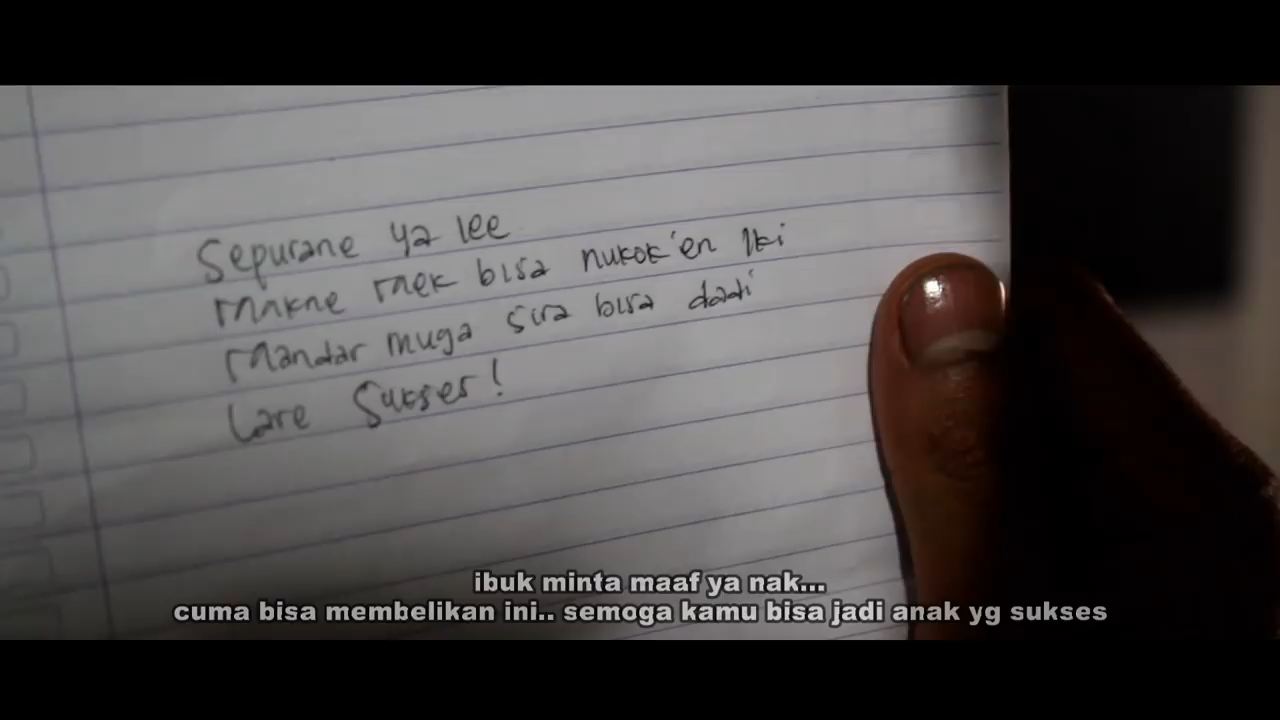 Sepurane ya lee
Makne mek bisa nukok'en Iki
Mandar muga sira bisa dadi
Lare Sukses!
ibuk minta maaf ya nak...
cuma bisa membelikan ini.. semoga kamu bisa jadi anak yg sukses